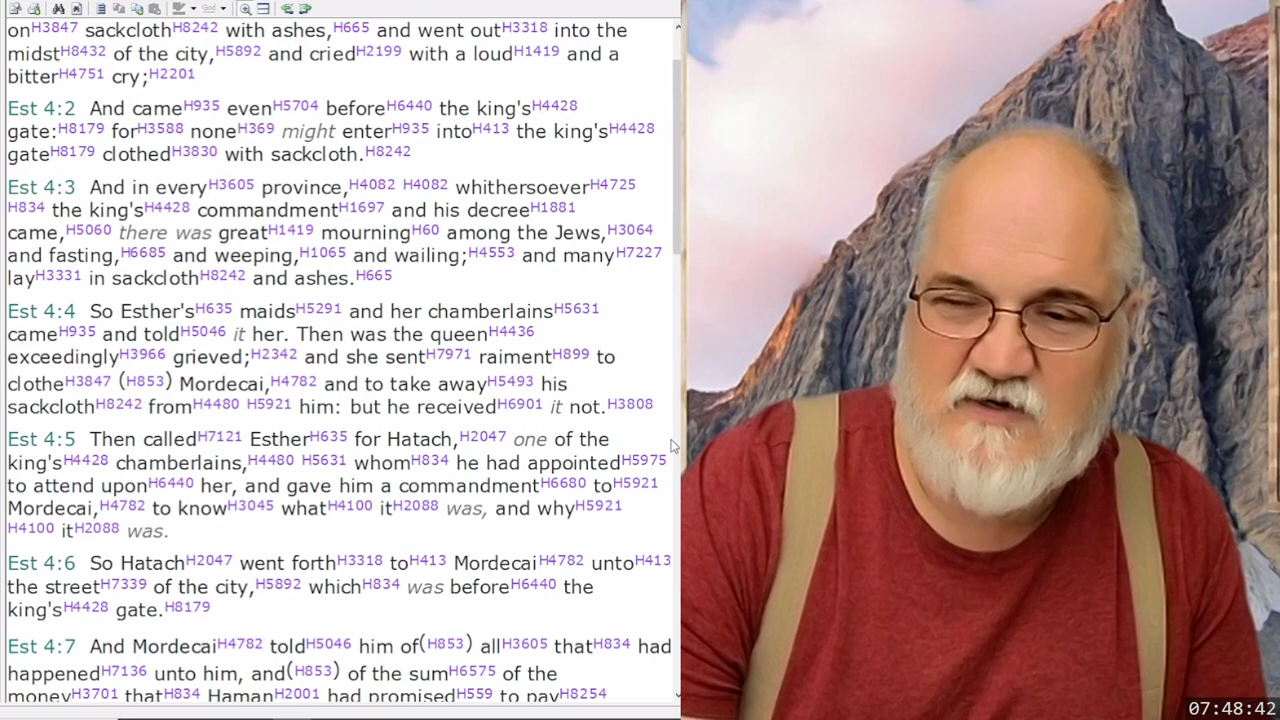 onH3847 sackclothH8242 with ashes,H665 and went outH3318 into the
midstH8432 of the city,H5892 and criedH2199 with a loudH1419 and a
bitterH4751 cry;H2201
Est 4:2 And cameH935 evenH5704 beforeH6440 the king'sH4428
gate:H8179 forH3588 noneH369 might enterH935 intoH413 the king'sH4428
gateH8179 clothedH3830 with sackcloth.H8242
Est 4:3 And in everyH3605 province,H4082 H4082 whithersoeverH4725
H834 the king'sH4428 commandmentH1697 and his decreeH1881
came,H5060 there was greatH1419 mourningH60 among the Jews,H3064
and fasting,H6685 and weeping,H1065 and wailing;H4553 and manyH7227
layH3331 in sackclothH8242 and ashes.H665
Est 4:4 So Esther'sH635 maidsH5291 and her chamberlainsH5631
cameH935 and toldH5046 it her. Then was the queenH4436
exceedinglyH3966 grieved;H2342 and she sentH7971 raimentH899 to
clotheH3847 (H853) Mordecai,H4782 and to take awayH5493 his
sackclothH8242 fromH4480 H5921 him: but he receivedH6901 it not.H3808
Est 4:5 Then calledH7121 EstherH635 for Hatach,H2047 one of the
king'sH4428 chamberlains,H4480 H5631 whomH834 he had appointedH5975
to attend uponH6440 her, and gave him a commandmentH6680 toH5921
Mordecai,H4782 to knowH3045 whatH4100 itH2088 was, and whyH5921
H4100 itH2088 was.
Est 4:6 So HatachH2047 went forthH3318 toH413 MordecaiH4782 untoH413
the streetH7339 of the city,H5892 whichH834 was beforeH6440 the
king'sH4428 gate.H8179
Est 4:7 And MordecaiH4782 toldH5046 him of(H853) allH3605 thatH834 had
happenedH7136 unto him, and(H853) of the sumH6575 of the
moneyH3701 thatH834 HamanH2001 had promisedH559 to payH8254
07:48:42